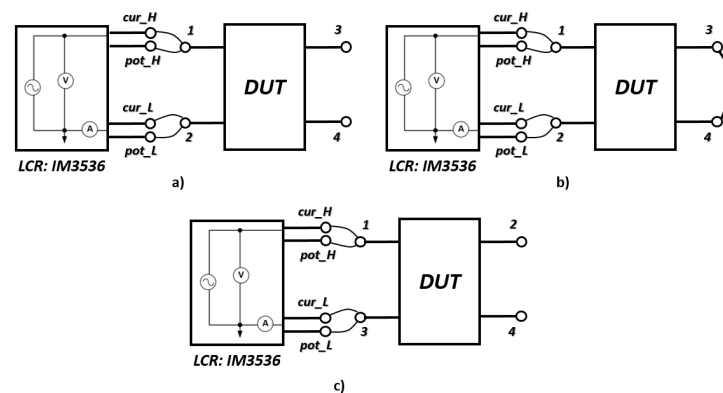 cur_H
1
3
pot_H
V
DUT
cur_L
A
pot_L
2
4
LCR: IM3536
a)
cur_H
1
3
pot_H
V
DUT
cur_L
A
pot_L
2
4
LCR: IM3536
b)
cur_H
1
2
pot_H
V
DUT
cur_L
A
pot_L
3
4
LCR: IM3536
c)